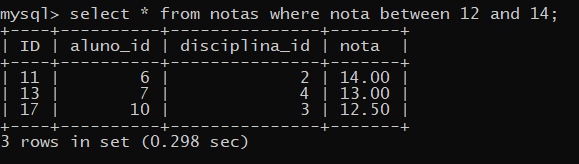 mysql> select * from notas where nota between 12 and 14;
+----+----------+---------------+-------+
| ID | aluno_id | disciplina_id | nota  |
+----+----------+---------------+-------+
| 11 |        6 |             2 | 14.00 |
| 13 |        7 |             4 | 13.00 |
| 17 |       10 |             3 | 12.50 |
+----+----------+---------------+-------+
3 rows in set (0.298 sec)